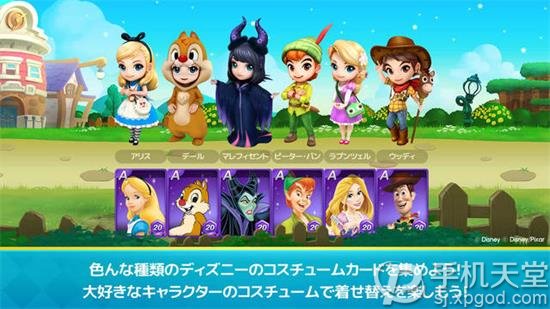 アリス
デール
マレフィセント
ピーター・パン
ラプンツェル
ウッディ
A A A A A A
20 20 20 20 20 20
Disney © Disney/Pixar
色んな種類のディズニーのコスチュームカードを集めよう!
大好きなキャラクターのコスチュームで着せ替えを楽しもう!
手机天堂
sj.xpgod.com